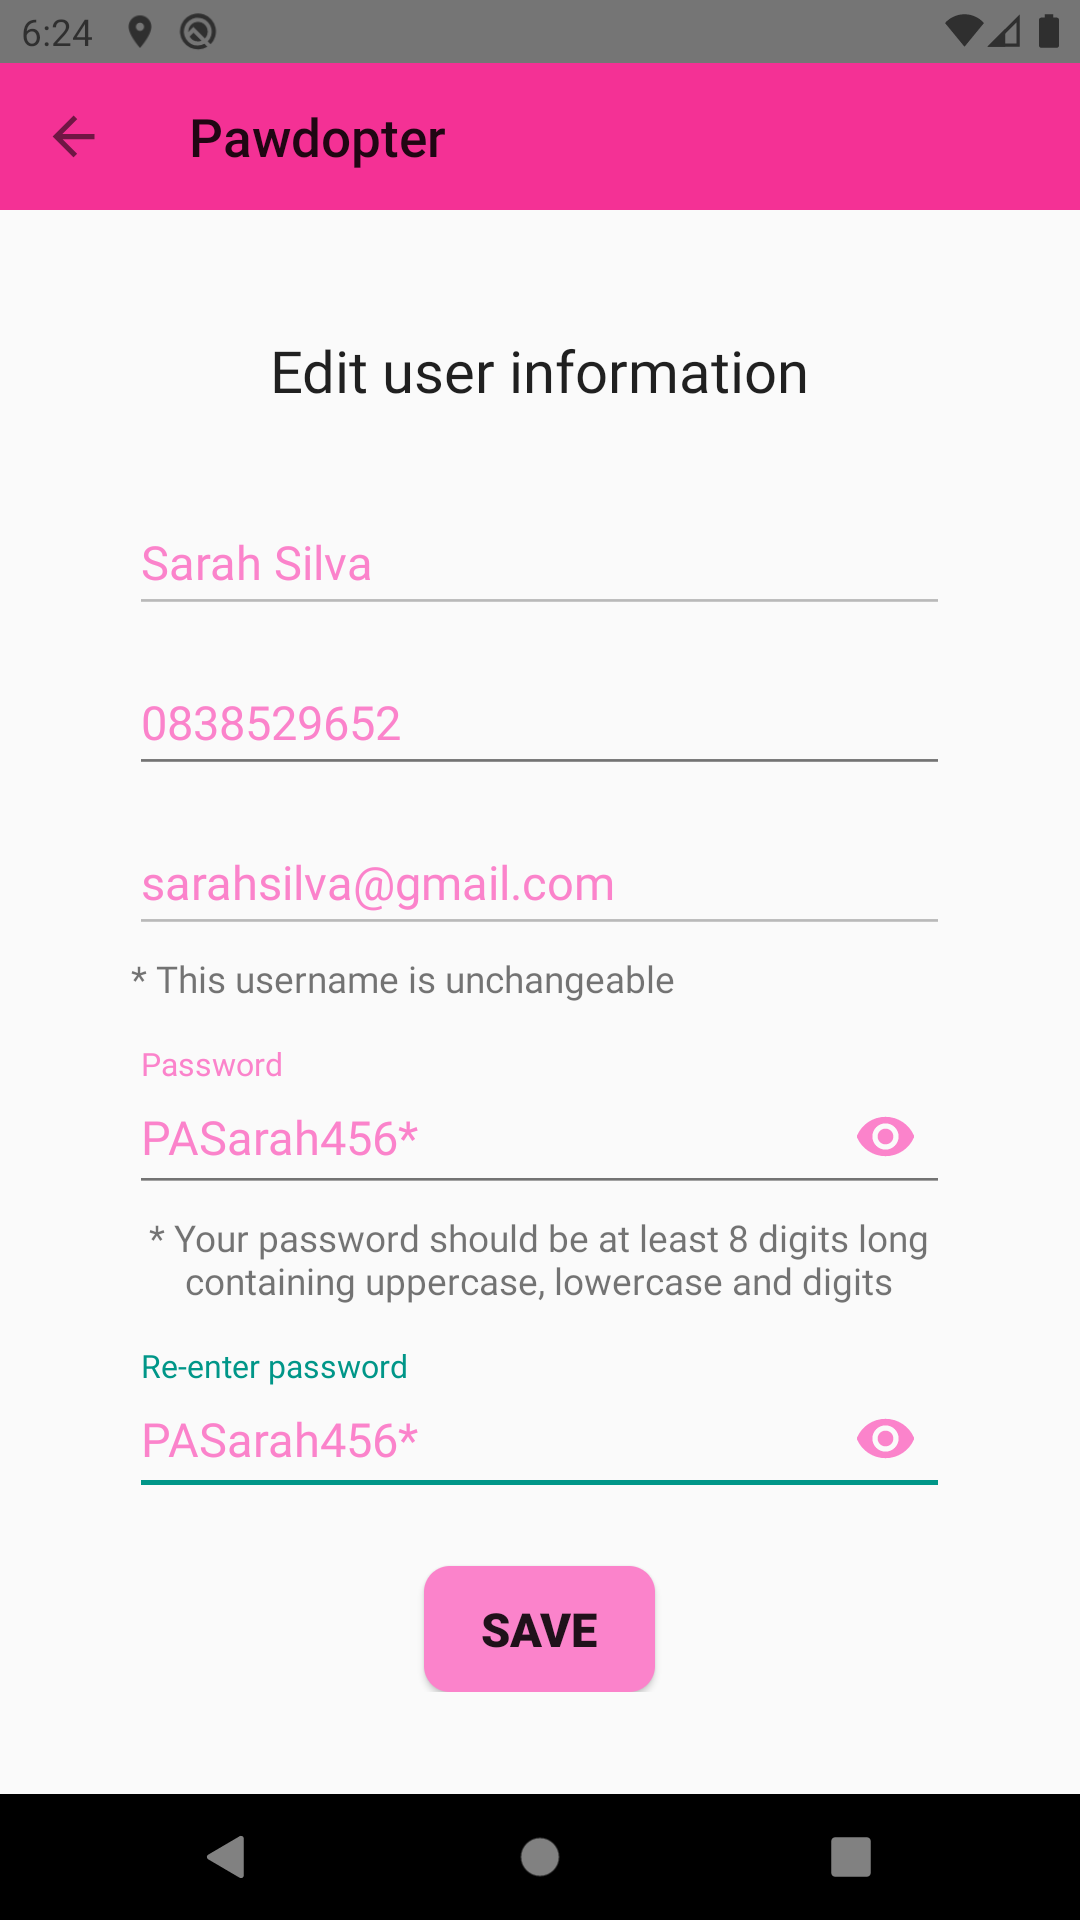 6:24
Pawdopter
Edit user information
Sarah Silva
0838529652
sarahsilva@gmail.com
* This username is unchangeable
Password
PASarah456*
* Your password should be at least 8 digits long
containing uppercase, lowercase and digits
Re-enter password
PASarah456*
SAVE